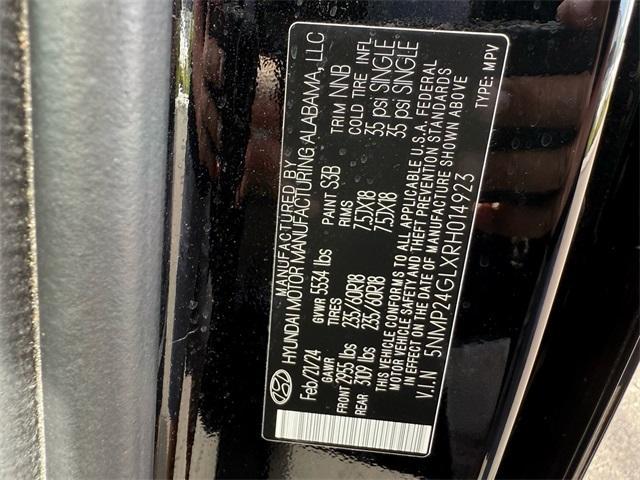 MANUFACTURED BY
HYUNDAI MOTOR MANUFACTURING ALABAMA, LLC
Feb/21/24 GVWR 5534 lbs PAINT S3B TRIM NNB
GAWR TIRES RIMS COLD TIRE INFL
FRONT 2935 lbs 235/60R18 7.5JX18 35 psi SINGLE
REAR 3109 lbs 235/60R18 7.5JX18 35 psi SINGLE
THIS VEHICLE CONFORMS TO ALL APPLICABLE U.S.A. FEDERAL
MOTOR VEHICLE SAFETY AND THEFT PREVENTION STANDARDS
IN EFFECT ON THE DATE OF MANUFACTURE SHOWN ABOVE
V.I.N 5NMP24GLXRH014923 TYPE: MPV